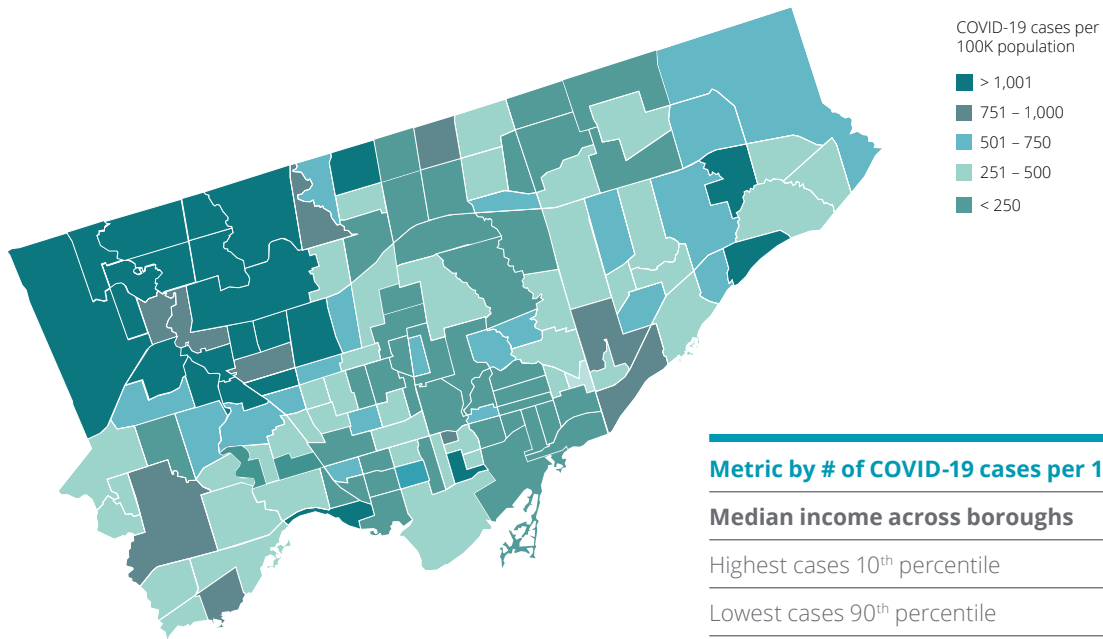 COVID-19 cases per
100K population
> 1,001
751 – 1,000
501 – 750
251 – 500
< 250
Metric by # of COVID-19 cases per 1
Median income across boroughs
Highest cases 10th percentile
Lowest cases 90th percentile